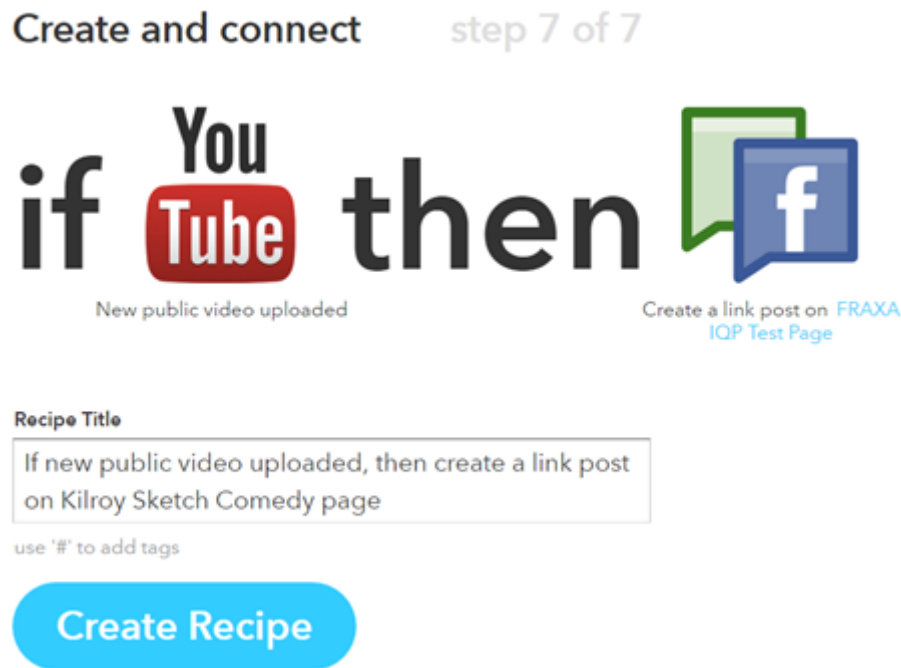 Create and connect step 7 of 7
if You Tube then f
New public video uploaded
Create a link post on FRAXA
IQP Test Page
Recipe Title
If new public video uploaded, then create a link post
on Kilroy Sketch Comedy page
use '#' to add tags
Create Recipe